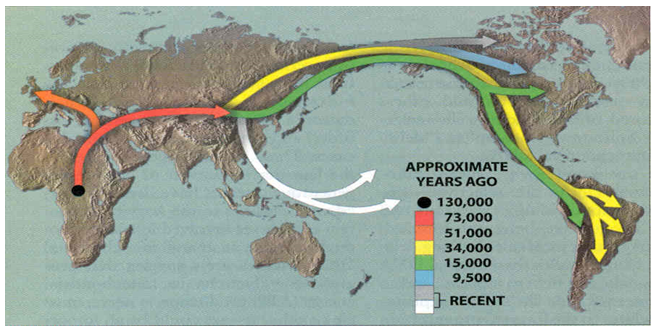 APPROXIMATE
YEARS AGO
130,000
73,000
51,000
34,000
15,000
9,500
RECENT